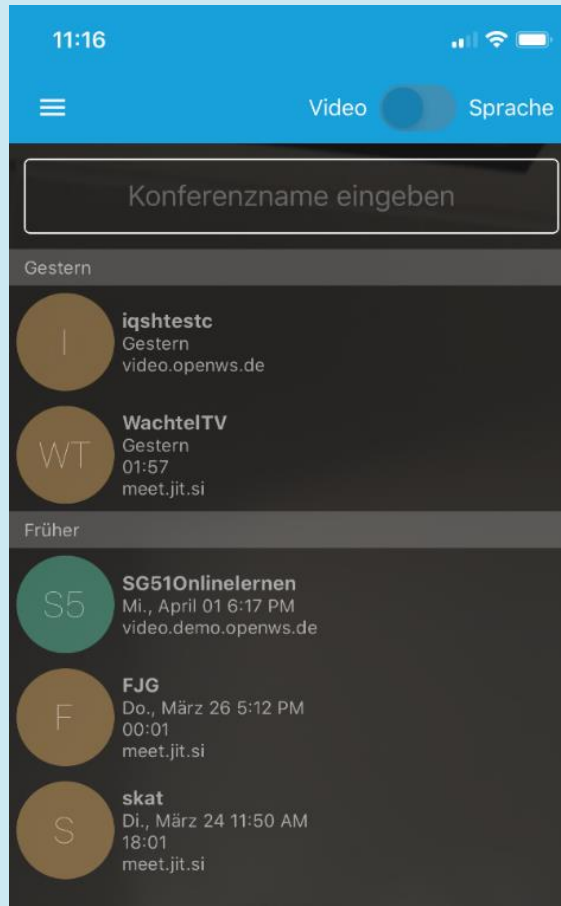 11:16
Video Sprache
Konferenzname eingeben
Gestern
I
iqshtestc
Gestern
video.openws.de
WT
WachtelTV
Gestern
01:57
meet.jit.si
Früher
S5
SG51Onlinelernen
Mi., April 01 6:17 PM
video.demo.openws.de
F
FJG
Do., März 26 5:12 PM
00:01
meet.jit.si
S
skat
Di., März 24 11:50 AM
18:01
meet.jit.si